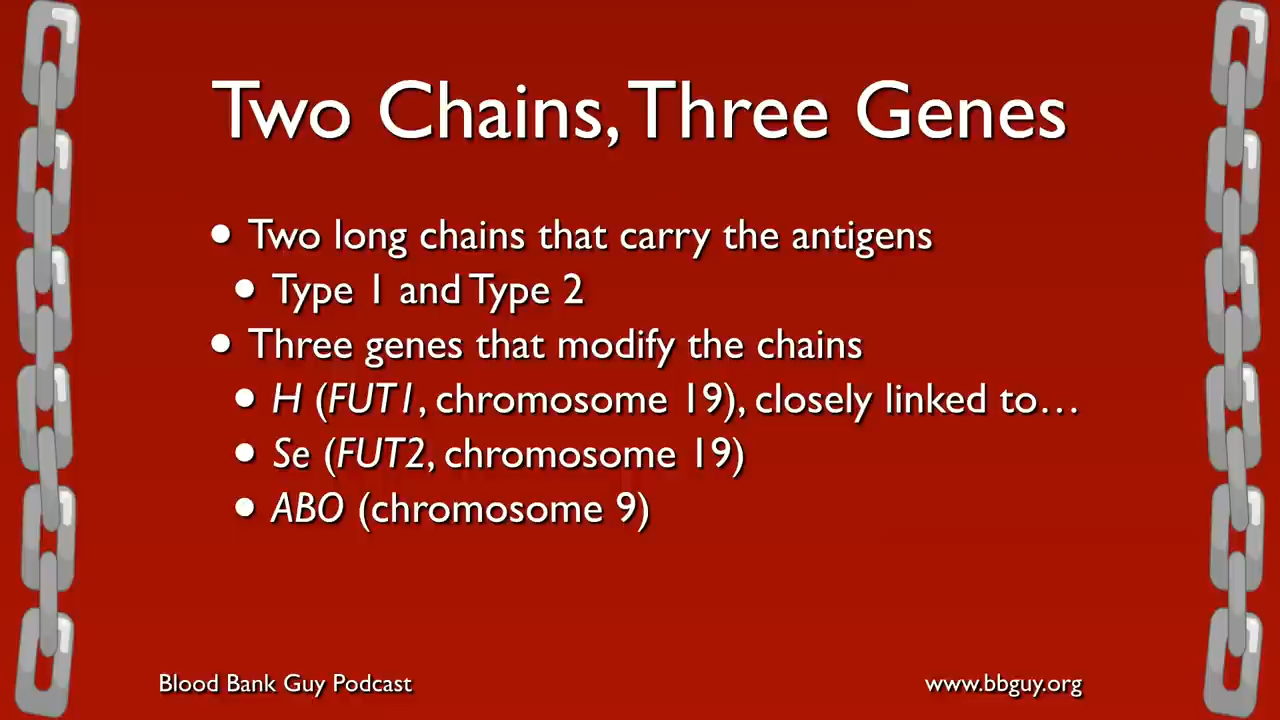 Two Chains, Three Genes
• Two long chains that carry the antigens
• Type 1 and Type 2
• Three genes that modify the chains
• H (FUT1, chromosome 19), closely linked to…
• Se (FUT2, chromosome 19)
• ABO (chromosome 9)
Blood Bank Guy Podcast
www.bbguy.org